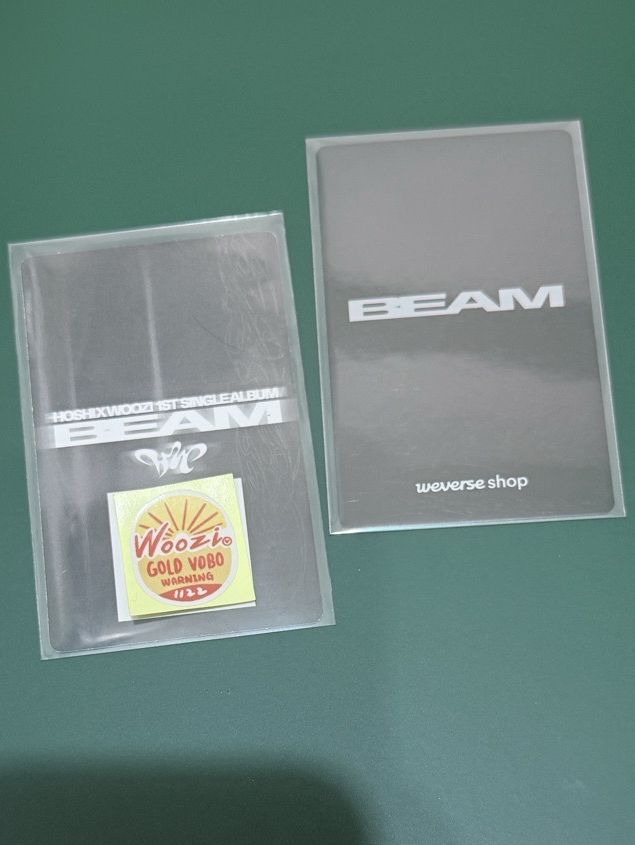 HOSHI X WOOZI 1ST SINGLE ALBUM
BEAM
Woozi
GOLD VOBO
WARNING
1122
BEAM
weverse shop